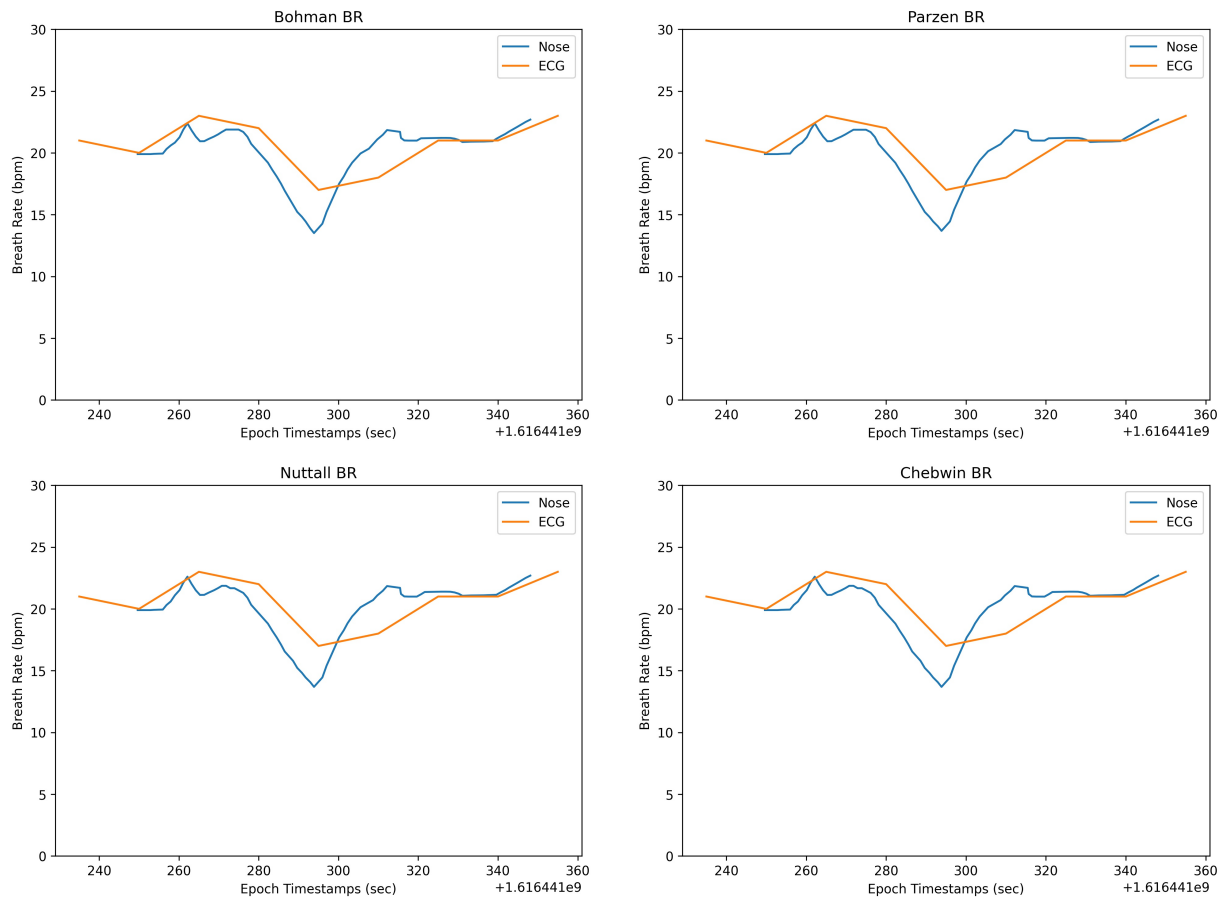 Bohman BR
30
25
20
15
10
5
0
Breath Rate (bpm)
Nose
ECG
240 260 280 300 320 340 360
Epoch Timestamps (sec)
+1.616441e9
Parzen BR
30
25
20
15
10
5
0
Breath Rate (bpm)
Nose
ECG
240 260 280 300 320 340 360
Epoch Timestamps (sec)
+1.616441e9
Nuttall BR
30
25
20
15
10
5
0
Breath Rate (bpm)
Nose
ECG
240 260 280 300 320 340 360
Epoch Timestamps (sec)
+1.616441e9
Chebwin BR
30
25
20
15
10
5
0
Breath Rate (bpm)
Nose
ECG
240 260 280 300 320 340 360
Epoch Timestamps (sec)
+1.616441e9